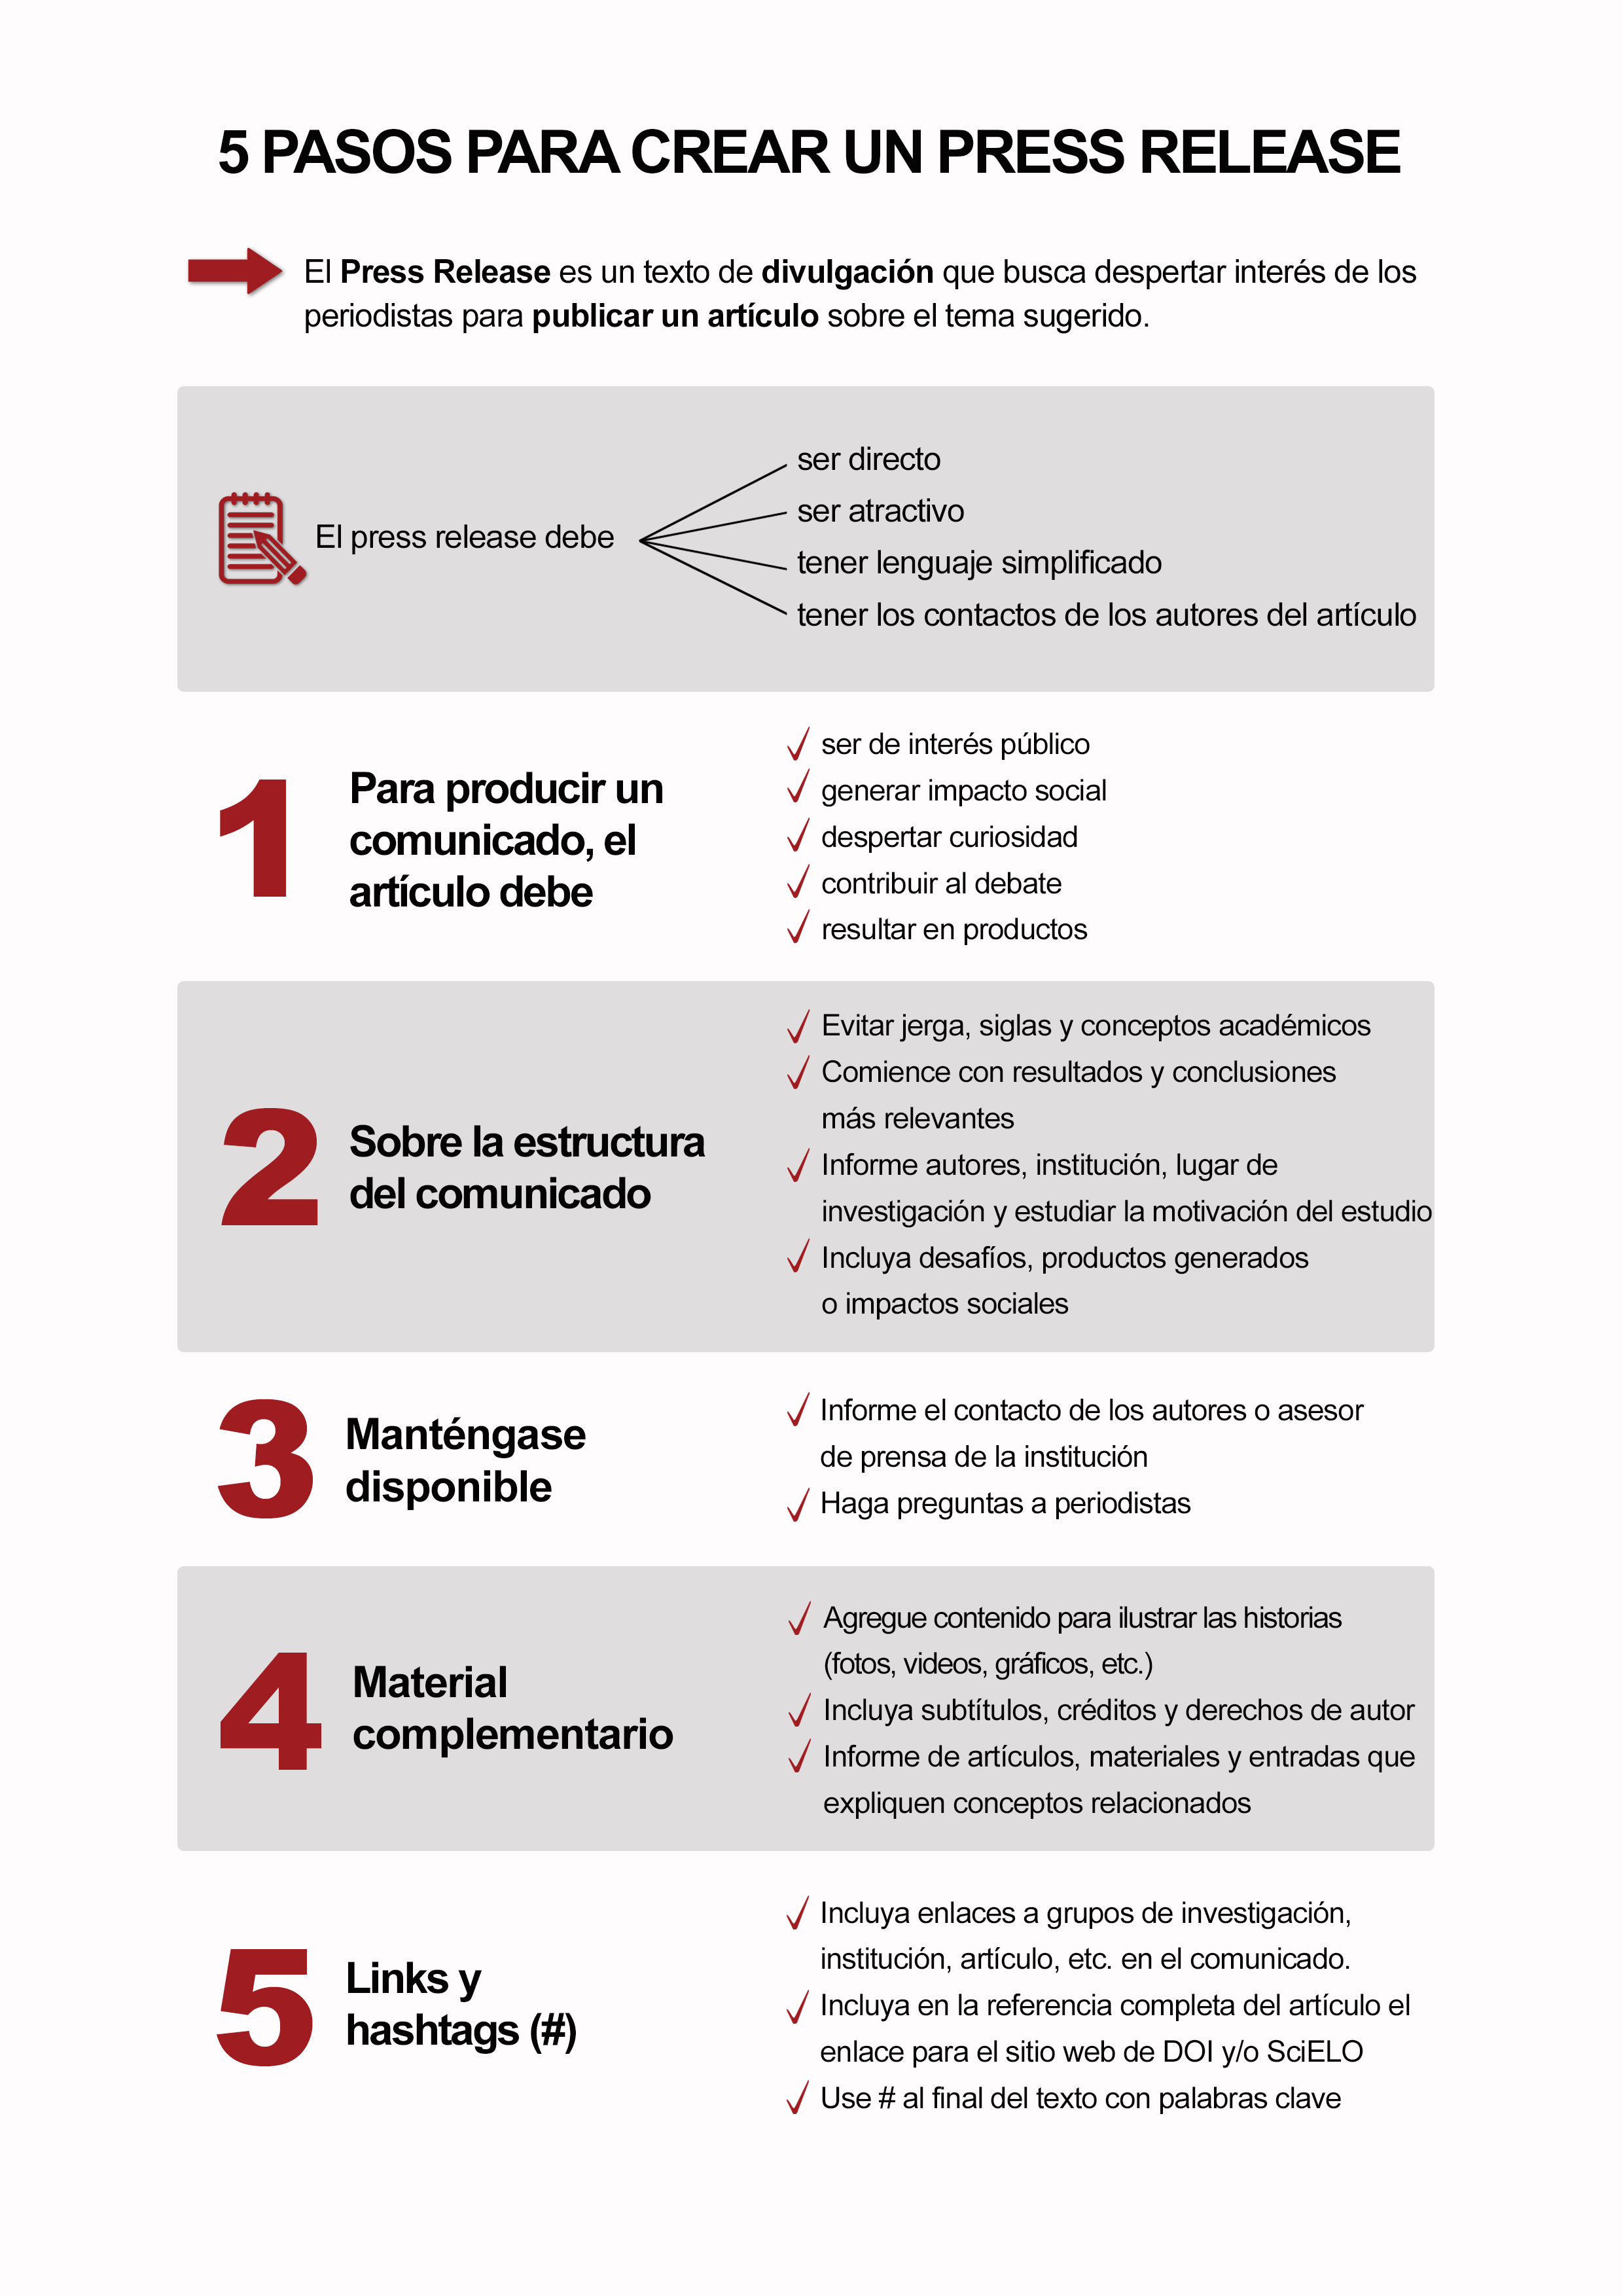 5 PASOS PARA CREAR UN PRESS RELEASE
El Press Release es un texto de divulgación que busca despertar interés de los
periodistas para publicar un artículo sobre el tema sugerido.
El press release debe
ser directo
ser atractivo
tener lenguaje simplificado
tener los contactos de los autores del artículo
1
Para producir un
comunicado, el
artículo debe
ser de interés público
generar impacto social
despertar curiosidad
contribuir al debate
resultar en productos
2
Sobre la estructura
del comunicado
Evitar jerga, siglas y conceptos académicos
Comience con resultados y conclusiones
más relevantes
Informe autores, institución, lugar de
investigación y estudiar la motivación del estudio
Incluya desafíos, productos generados
o impactos sociales
3
Manténgase
disponible
Informe el contacto de los autores o asesor
de prensa de la institución
Haga preguntas a periodistas
4
Material
complementario
Agregue contenido para ilustrar las historias
(fotos, videos, gráficos, etc.)
Incluya subtítulos, créditos y derechos de autor
Informe de artículos, materiales y entradas que
expliquen conceptos relacionados
5
Links y
hashtags (#)
Incluya enlaces a grupos de investigación,
institución, artículo, etc. en el comunicado.
Incluya en la referencia completa del artículo el
enlace para el sitio web de DOI y/o SciELO
Use # al final del texto con palabras clave